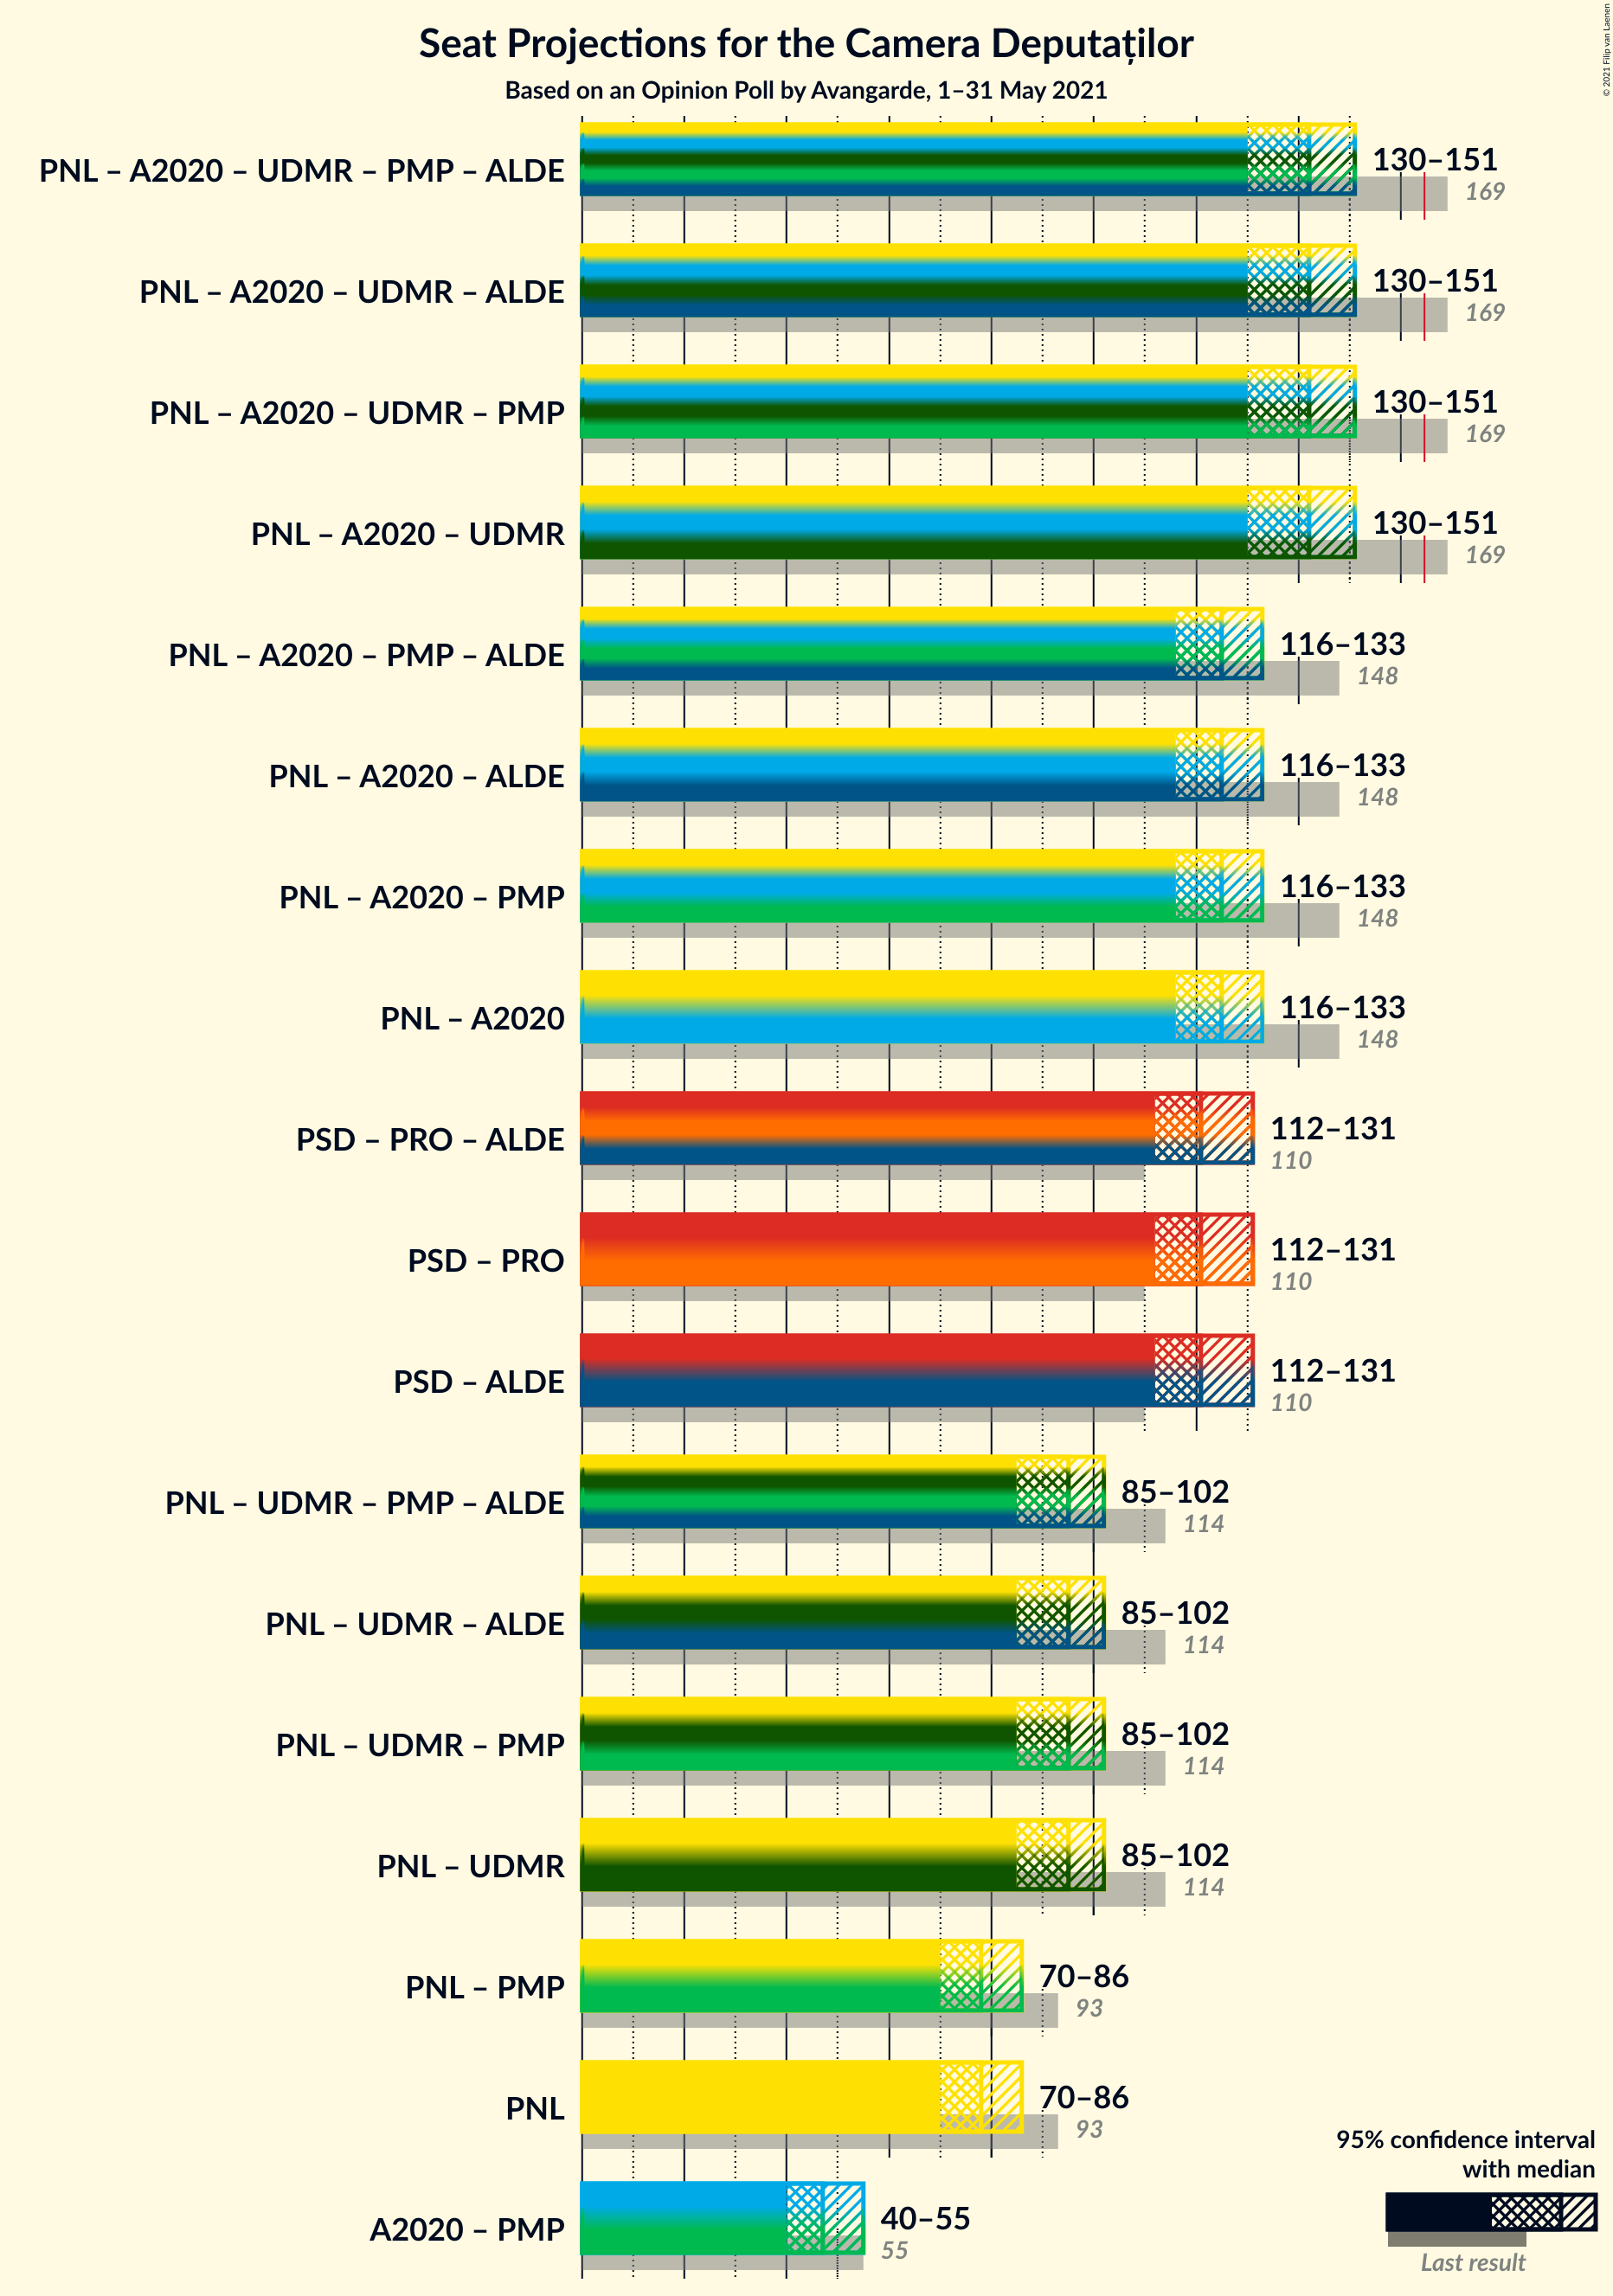 Seat Projections for the Camera Deputaților
Based on an Opinion Poll by Avangarde, 1–31 May 2021
© 2021 Filip van Laenen
PNL – A2020 – UDMR – PMP – ALDE
130–151
169
PNL – A2020 – UDMR – ALDE
130–151
169
PNL – A2020 – UDMR – PMP
130–151
169
PNL – A2020 – UDMR
130–151
169
PNL – A2020 – PMP – ALDE
116–133
148
PNL – A2020 – ALDE
116–133
148
PNL – A2020 – PMP
116–133
148
PNL – A2020
116–133
148
PSD – PRO – ALDE
112–131
110
PSD – PRO
112–131
110
PSD – ALDE
112–131
110
PNL – UDMR – PMP – ALDE
85–102
114
PNL – UDMR – ALDE
85–102
114
PNL – UDMR – PMP
85–102
114
PNL – UDMR
85–102
114
PNL – PMP
70–86
93
PNL
70–86
93
A2020 – PMP
40–55
55
95% confidence interval
with median
Last result